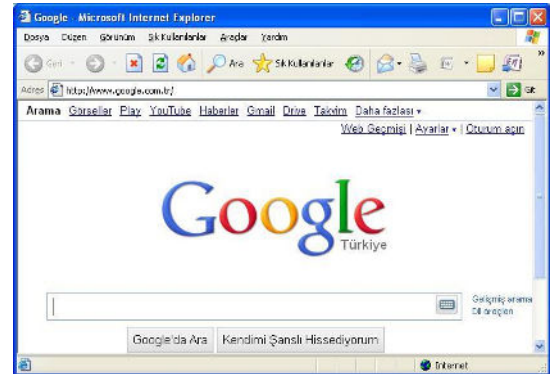 Google - Microsoft Internet Explorer
Dosya Düzen Görünüm Sık Kullanılanlar Araçlar Yardım
Geri Ara Sık Kullanılanlar
Adres http://www.google.com.tr/ Git
Arama Görseller Play YouTube Haberler Gmail Drive Takvim Daha fazlası
Web Geçmişi | Ayarlar | Oturum açın
Google
Türkiye
Gelişmiş arama
Dil araçları
Google'da Ara Kendimi Şanslı Hissediyorum
Internet